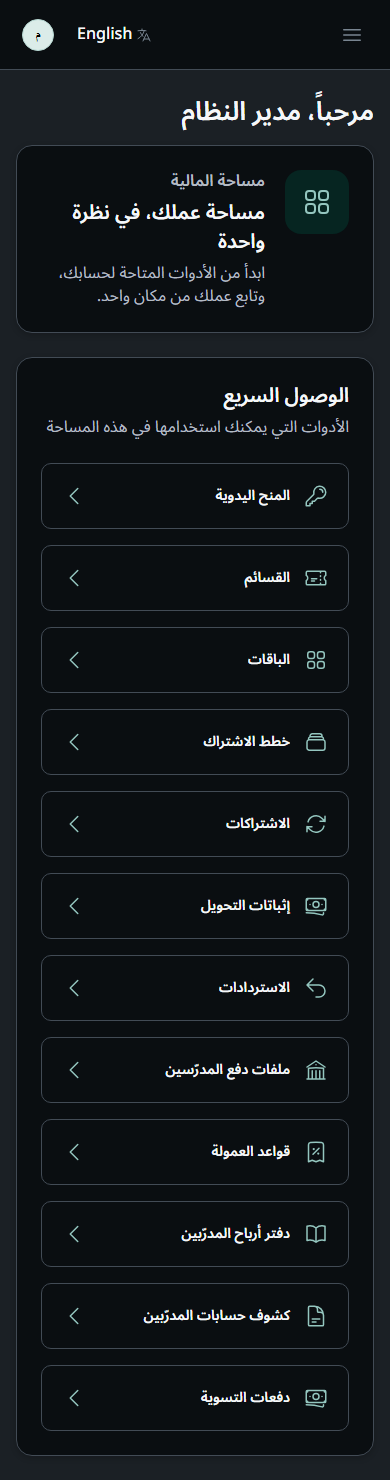 English
م
مرحباً، مدير النظام
مساحة المالية
مساحة عملك، في نظرة
واحدة
ابدأ من الأدوات المتاحة لحسابك،
وتابع عملك من مكان واحد.
الوصول السريع
الأدوات التي يمكنك استخدامها في هذه المساحة
المنح اليدوية
القسائم
الباقات
خطط الاشتراك
الاشتراكات
إثباتات التحويل
الاستردادات
ملفات دفع المدرّسين
قواعد العمولة
دفتر أرباح المدرّبين
كشوف حسابات المدرّبين
دفعات التسوية